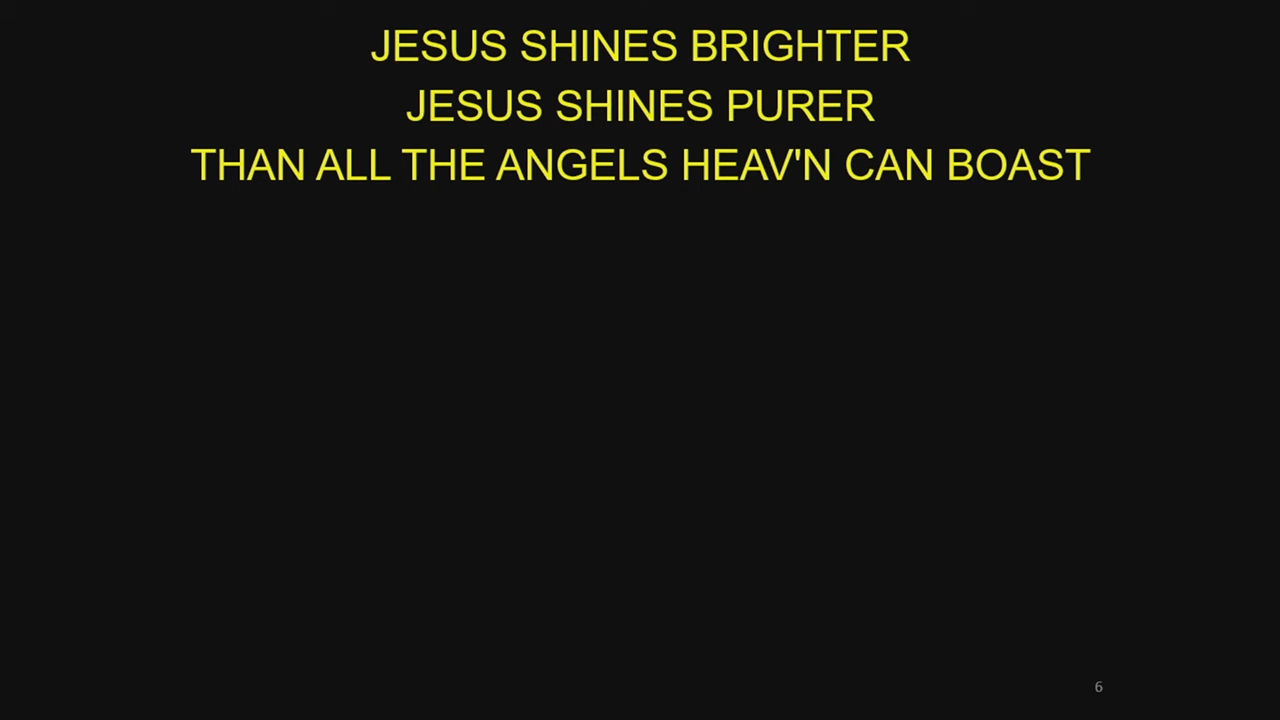 JESUS SHINES BRIGHTER
JESUS SHINES PURER
THAN ALL THE ANGELS HEAV'N CAN BOAST
6